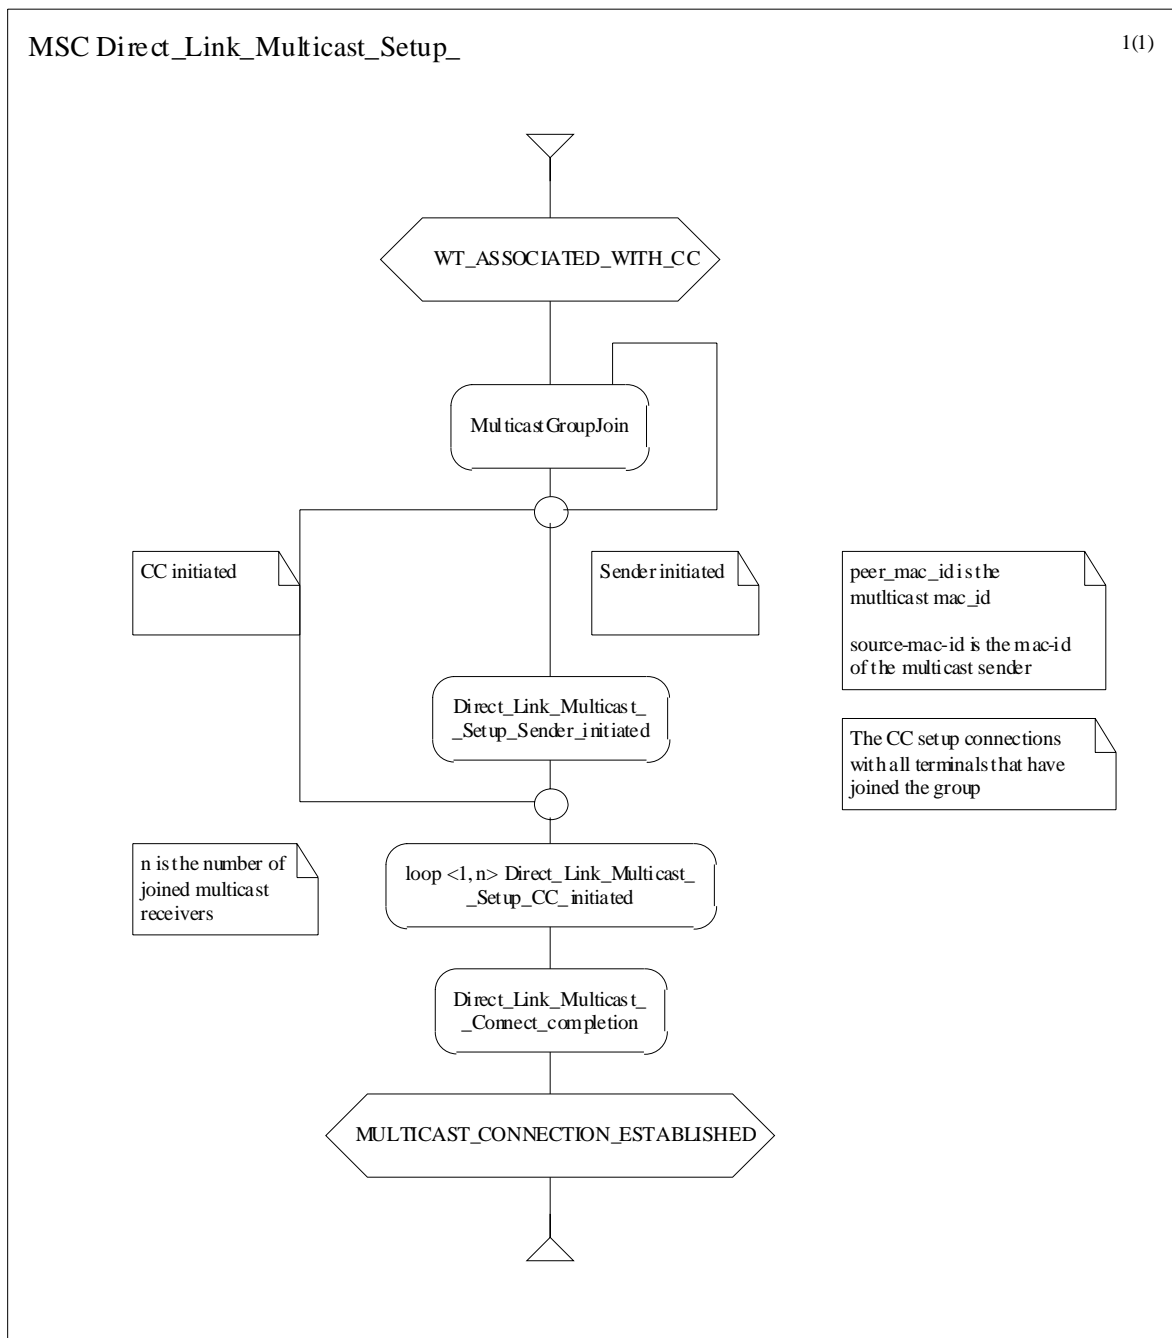 MSC Direct_Link_Multicast_Setup_
1(1)
WT_ASSOCIATED_WITH_CC
MulticastGroupJoin
CC initiated
Sender initiated
peer_mac_id is the
mutlticast mac_id
source-mac-id is the mac-id
of the multicast sender
Direct_Link_Multicast_
_Setup_Sender_initiated
The CC setup connections
with all terminals that have
joined the group
n is the number of
joined multicast
receivers
loop <1, n> Direct_Link_Multicast_
_Setup_CC_initiated
Direct_Link_Multicast_
_Connect_completion
MULTICAST_CONNECTION_ESTABLISHED